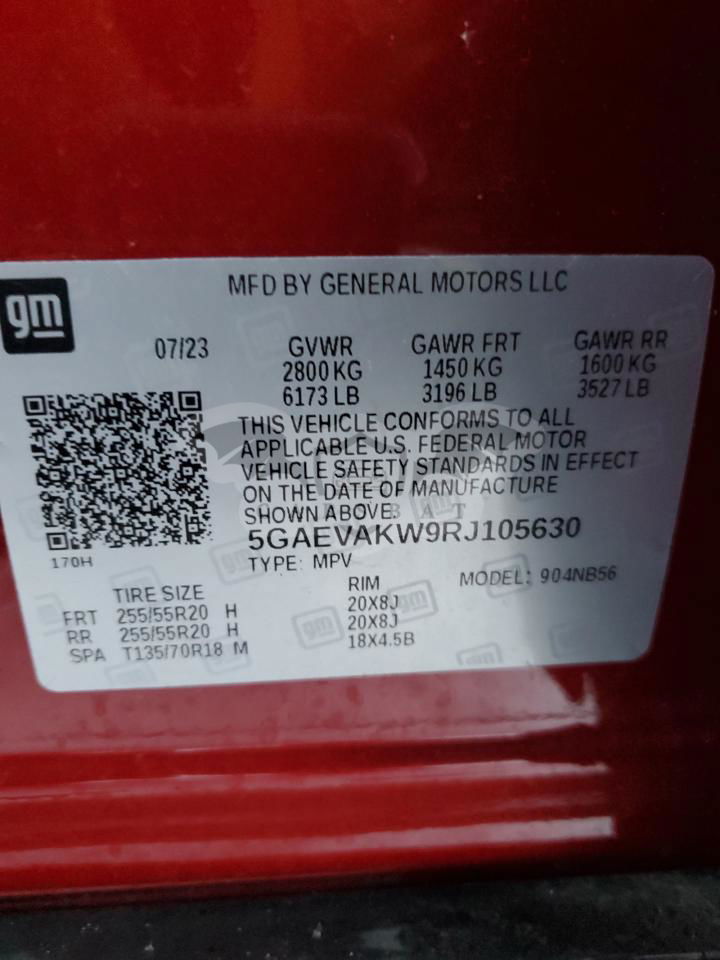 gm
MFD BY GENERAL MOTORS LLC
07/23 GVWR GAWR FRT GAWR RR
2800 KG 1450 KG 1600 KG
6173 LB 3196 LB 3527 LB
THIS VEHICLE CONFORMS TO ALL
APPLICABLE U.S. FEDERAL MOTOR
VEHICLE SAFETY STANDARDS IN EFFECT
ON THE DATE OF MANUFACTURE
SHOWN ABOVE.
5GAEVAKW9RJ105630
170H
TYPE: MPV MODEL: 904NB56
TIRE SIZE RIM
FRT 255/55R20 H 20X8J
RR 255/55R20 H 20X8J
SPA T135/70R18 M 18X4.5B
gm
gm
gm